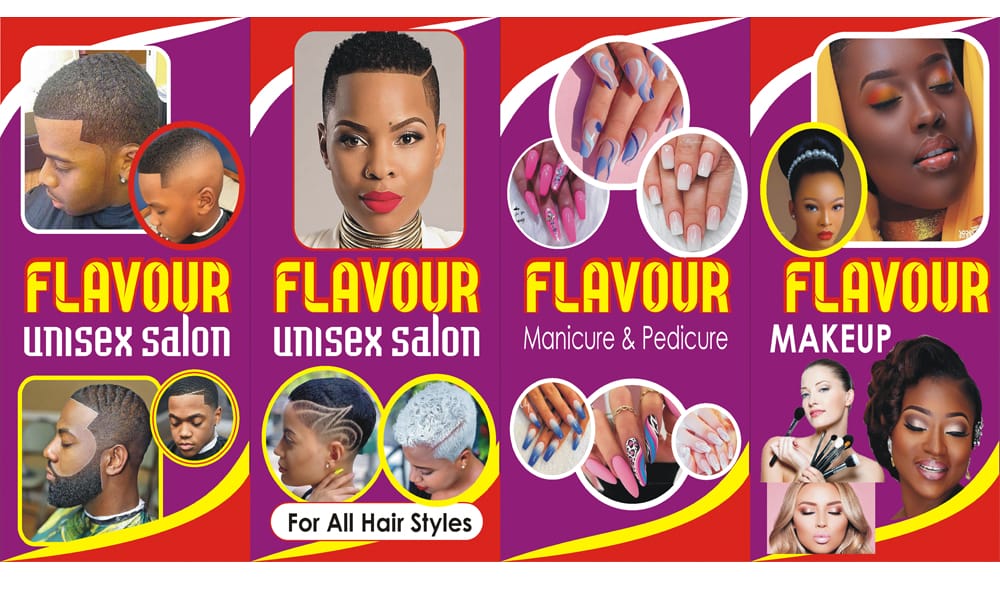 FLAVOUR
unisex salon
FLAVOUR
unisex salon
For All Hair Styles
FLAVOUR
Manicure & Pedicure
FLAVOUR
MAKEUP